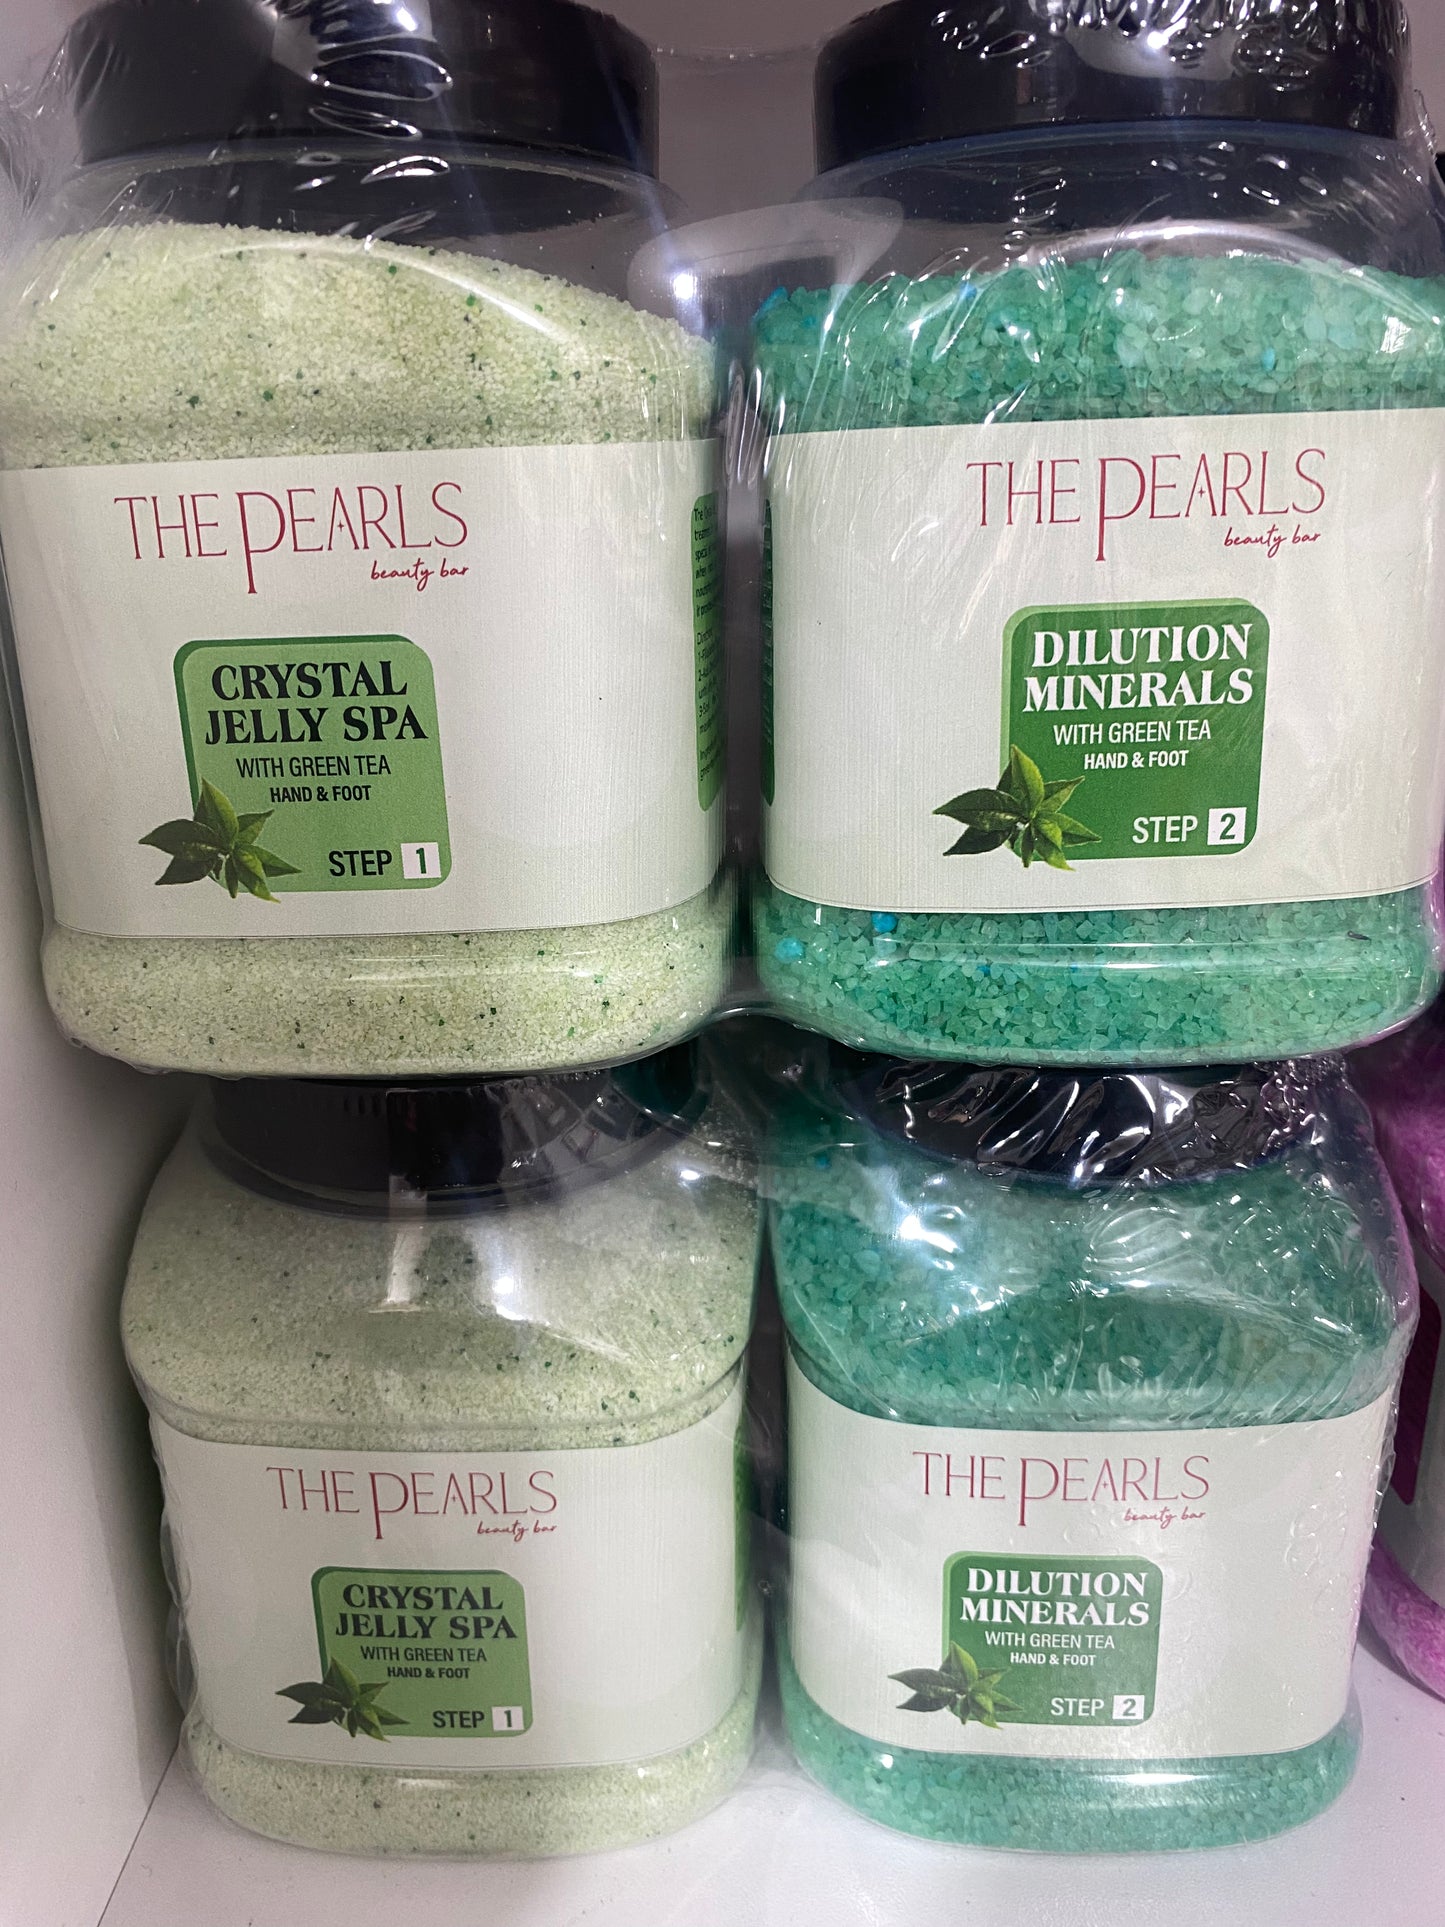 THE PEARLS
beauty bar
CRYSTAL
JELLY SPA
WITH GREEN TEA
HAND & FOOT
STEP 1
THE PEARLS
beauty bar
DILUTION
MINERALS
WITH GREEN TEA
HAND & FOOT
STEP 2
THE PEARLS
beauty bar
CRYSTAL
JELLY SPA
WITH GREEN TEA
HAND & FOOT
STEP 1
THE PEARLS
beauty bar
DILUTION
MINERALS
WITH GREEN TEA
HAND & FOOT
STEP 2